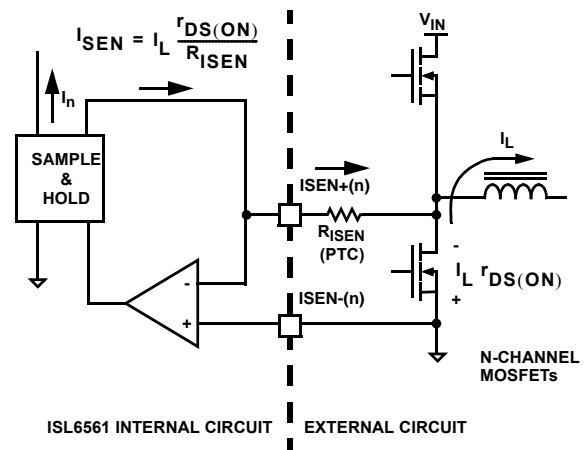 I_SEN = I_L r_DS(ON) / R_ISEN
V_IN
I_n
I_L
SAMPLE
&
HOLD
ISEN+(n)
R_ISEN
(PTC)
-
I_L r_DS(ON)
+
-
+
ISEN-(n)
N-CHANNEL
MOSFETs
ISL6561 INTERNAL CIRCUIT
EXTERNAL CIRCUIT